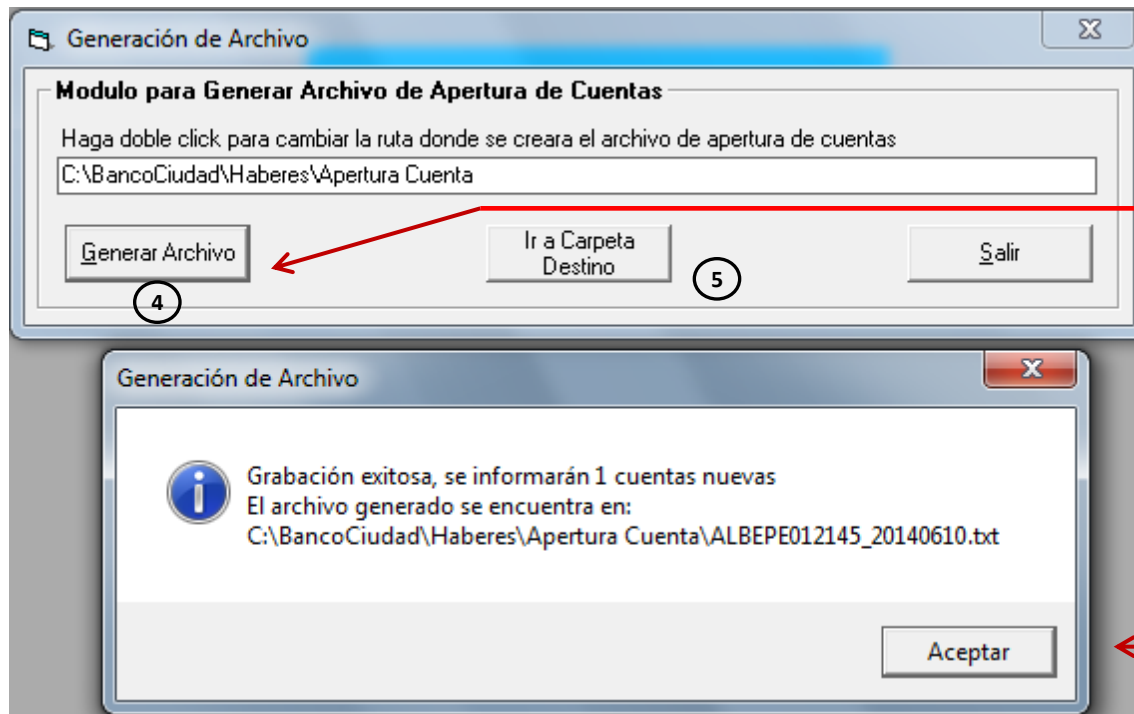 Generación de Archivo
Modulo para Generar Archivo de Apertura de Cuentas
Haga doble click para cambiar la ruta donde se creara el archivo de apertura de cuentas
C:\BancoCiudad\Haberes\Apertura Cuenta
Generar Archivo
Ir a Carpeta
Destino
Salir
4
5
Generación de Archivo
Grabación exitosa, se informarán 1 cuentas nuevas
El archivo generado se encuentra en:
C:\BancoCiudad\Haberes\Apertura Cuenta\ALBEPE012145_20140610.txt
Aceptar